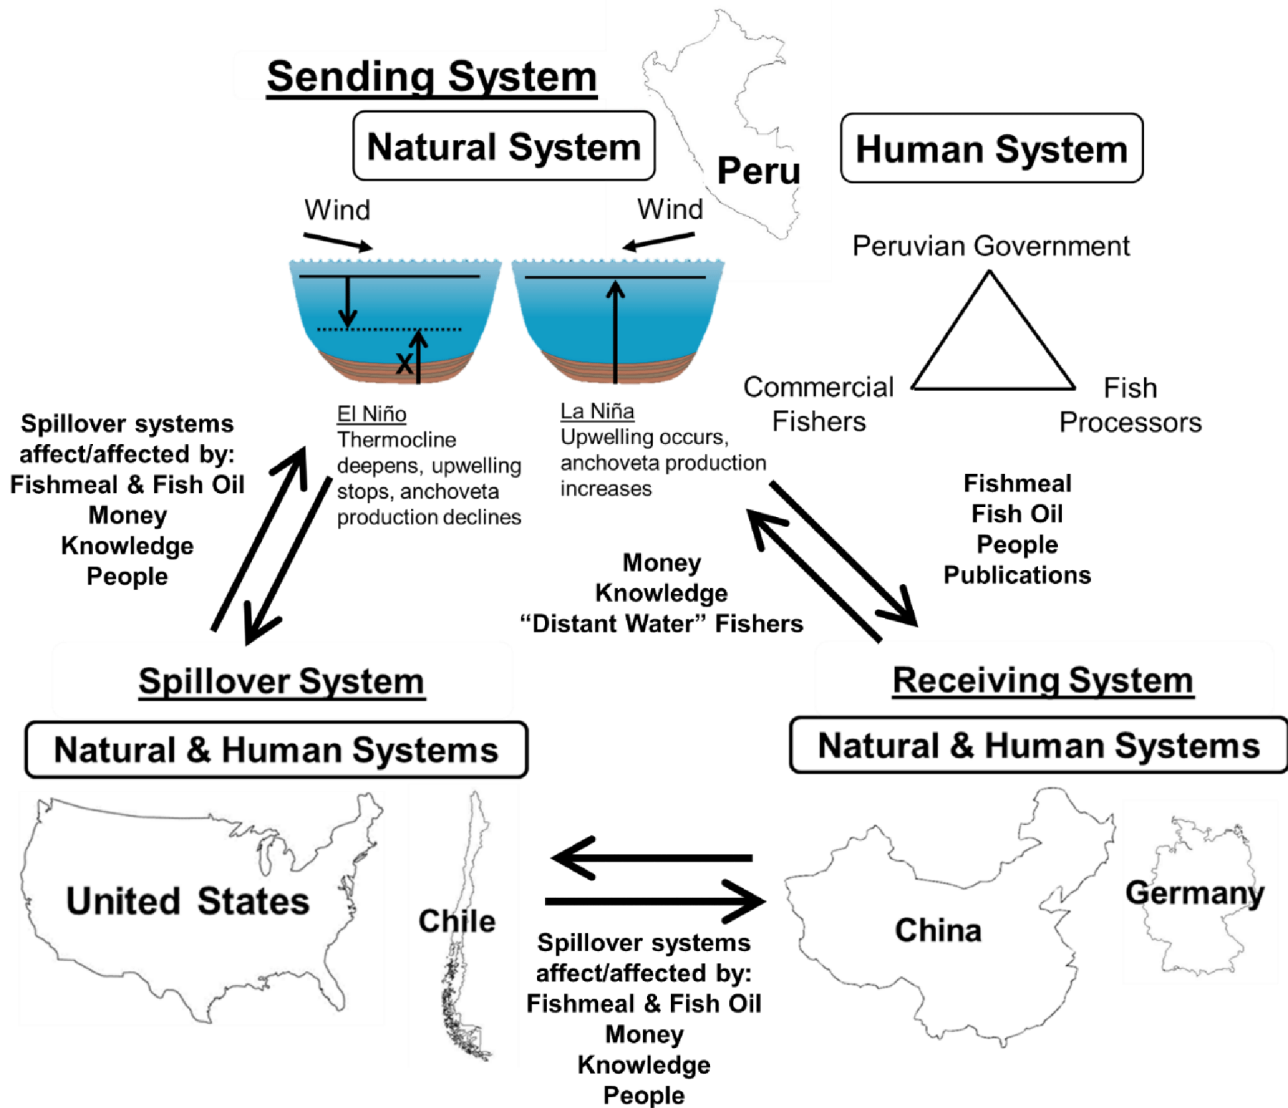 Sending System
Natural System
Peru
Human System
Wind
Wind
Peruvian Government
Commercial
Fishers
Fish
Processors
X
El Niño
Thermocline
deepens, upwelling
stops, anchoveta
production declines
La Niña
Upwelling occurs,
anchoveta production
increases
Spillover systems
affect/affected by:
Fishmeal & Fish Oil
Money
Knowledge
People
Money
Knowledge
“Distant Water” Fishers
Fishmeal
Fish Oil
People
Publications
Spillover System
Natural & Human Systems
United States
Chile
Receiving System
Natural & Human Systems
China
Germany
Spillover systems
affect/affected by:
Fishmeal & Fish Oil
Money
Knowledge
People